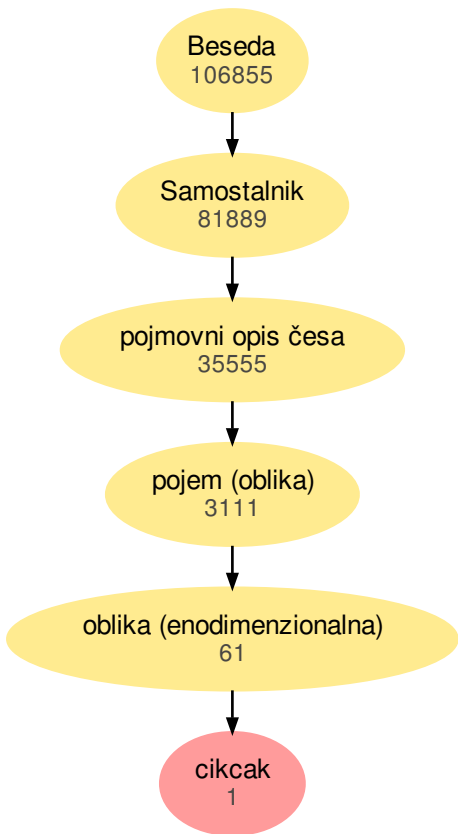 Beseda
106855
Samostalnik
81889
pojmovni opis česa
35555
pojem (oblika)
3111
oblika (enodimenzionalna)
61
cikcak
1